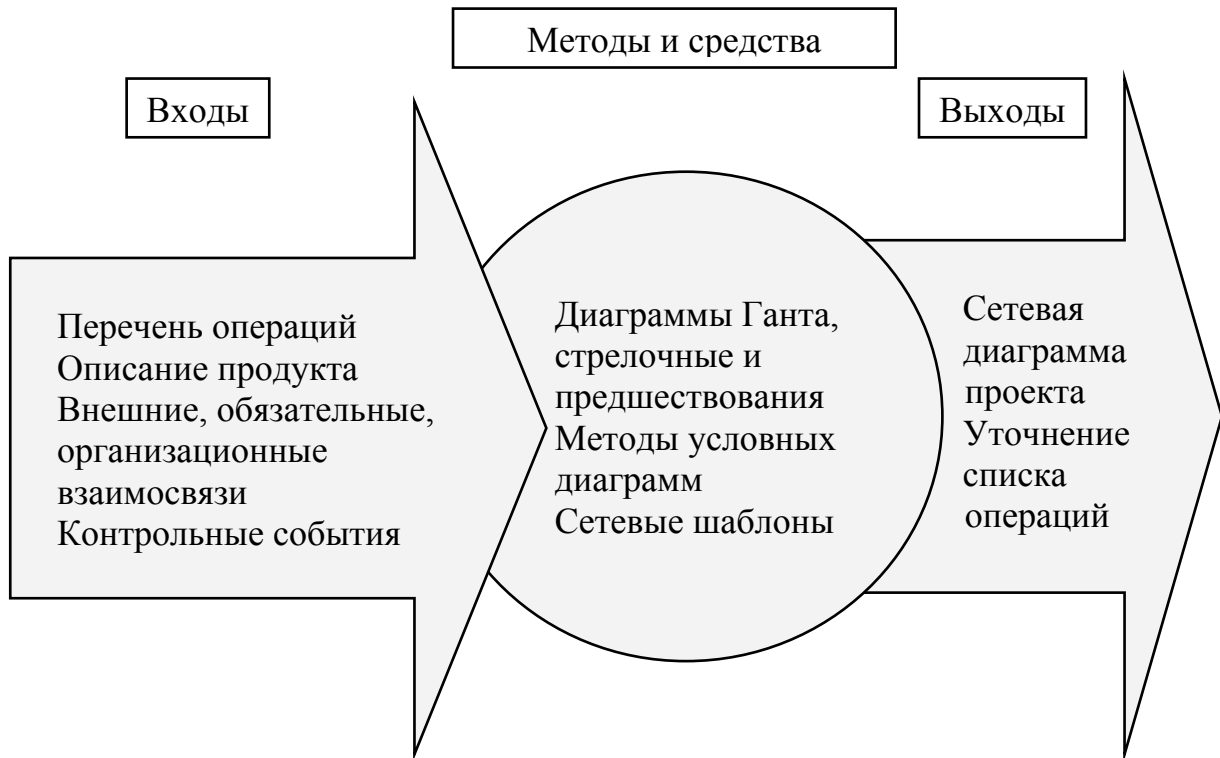 Методы и средства
Входы
Выходы
Перечень операций
Описание продукта
Внешние, обязательные,
организационные
взаимосвязи
Контрольные события
Диаграммы Ганта,
стрелочные и
предшествования
Методы условных
диаграмм
Сетевые шаблоны
Сетевая
диаграмма
проекта
Уточнение
списка
операций